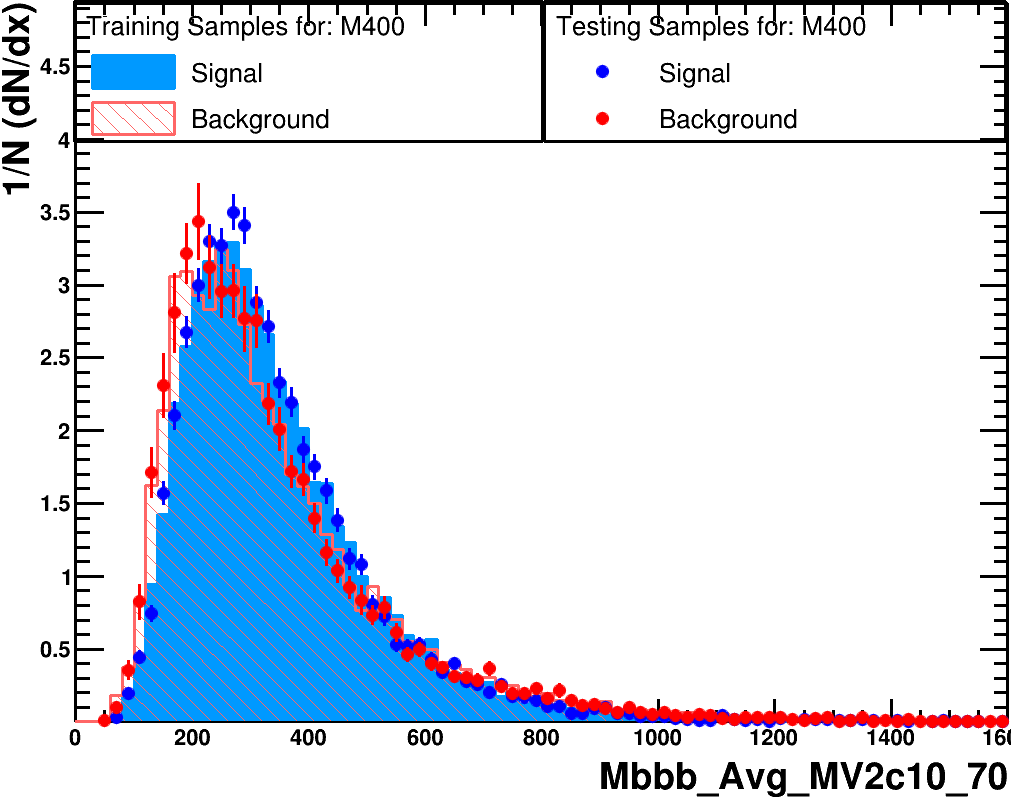 1/N (dN/dx)
Training Samples for: M400
Signal
Background
Testing Samples for: M400
Signal
Background
4.5
4
3.5
3
2.5
2
1.5
1
0.5
0 200 400 600 800 1000 1200 1400 160
Mbbb_Avg_MV2c10_70